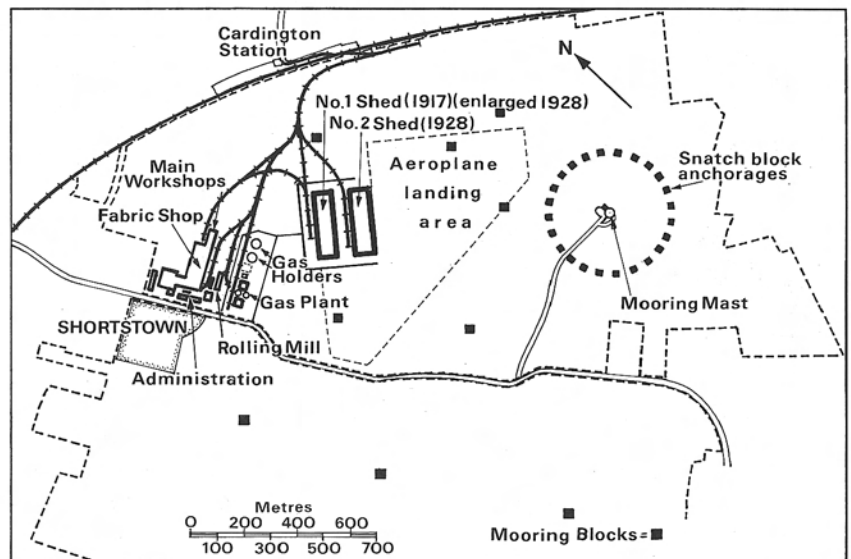 Cardington
Station
N
No.1 Shed(1917)(enlarged 1928)
No.2 Shed(1928)
Main
Workshops
Aeroplane
landing
area
Snatch block
anchorages
Fabric Shop
Gas
Holders
Gas Plant
Mooring Mast
SHORTSTOWN
Rolling Mill
Administration
Metres
0 200 400 600
100 300 500 700
Mooring Blocks=